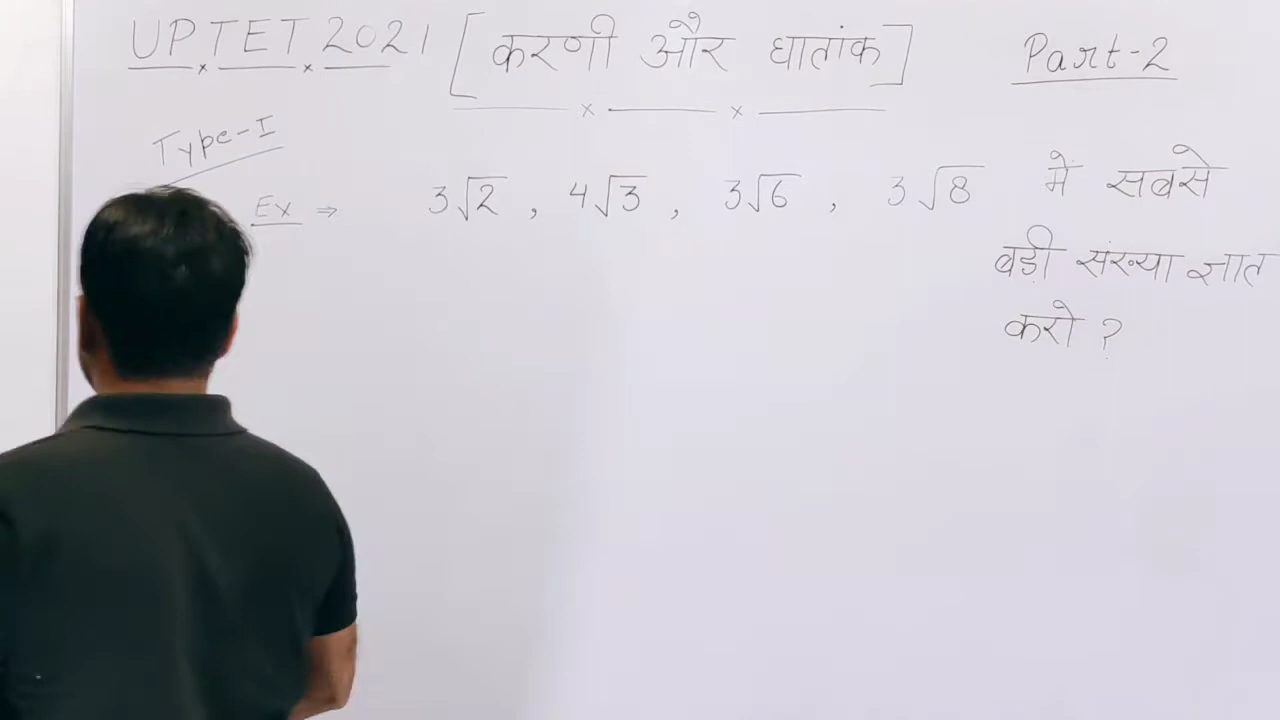 UPTET 2021 [करणी और घातांक] Part-2
Type-I
Ex ⇒ 3√2 , 4√3 , 3√6 , 3√8 में सबसे
बड़ी संख्या ज्ञात
करो ?